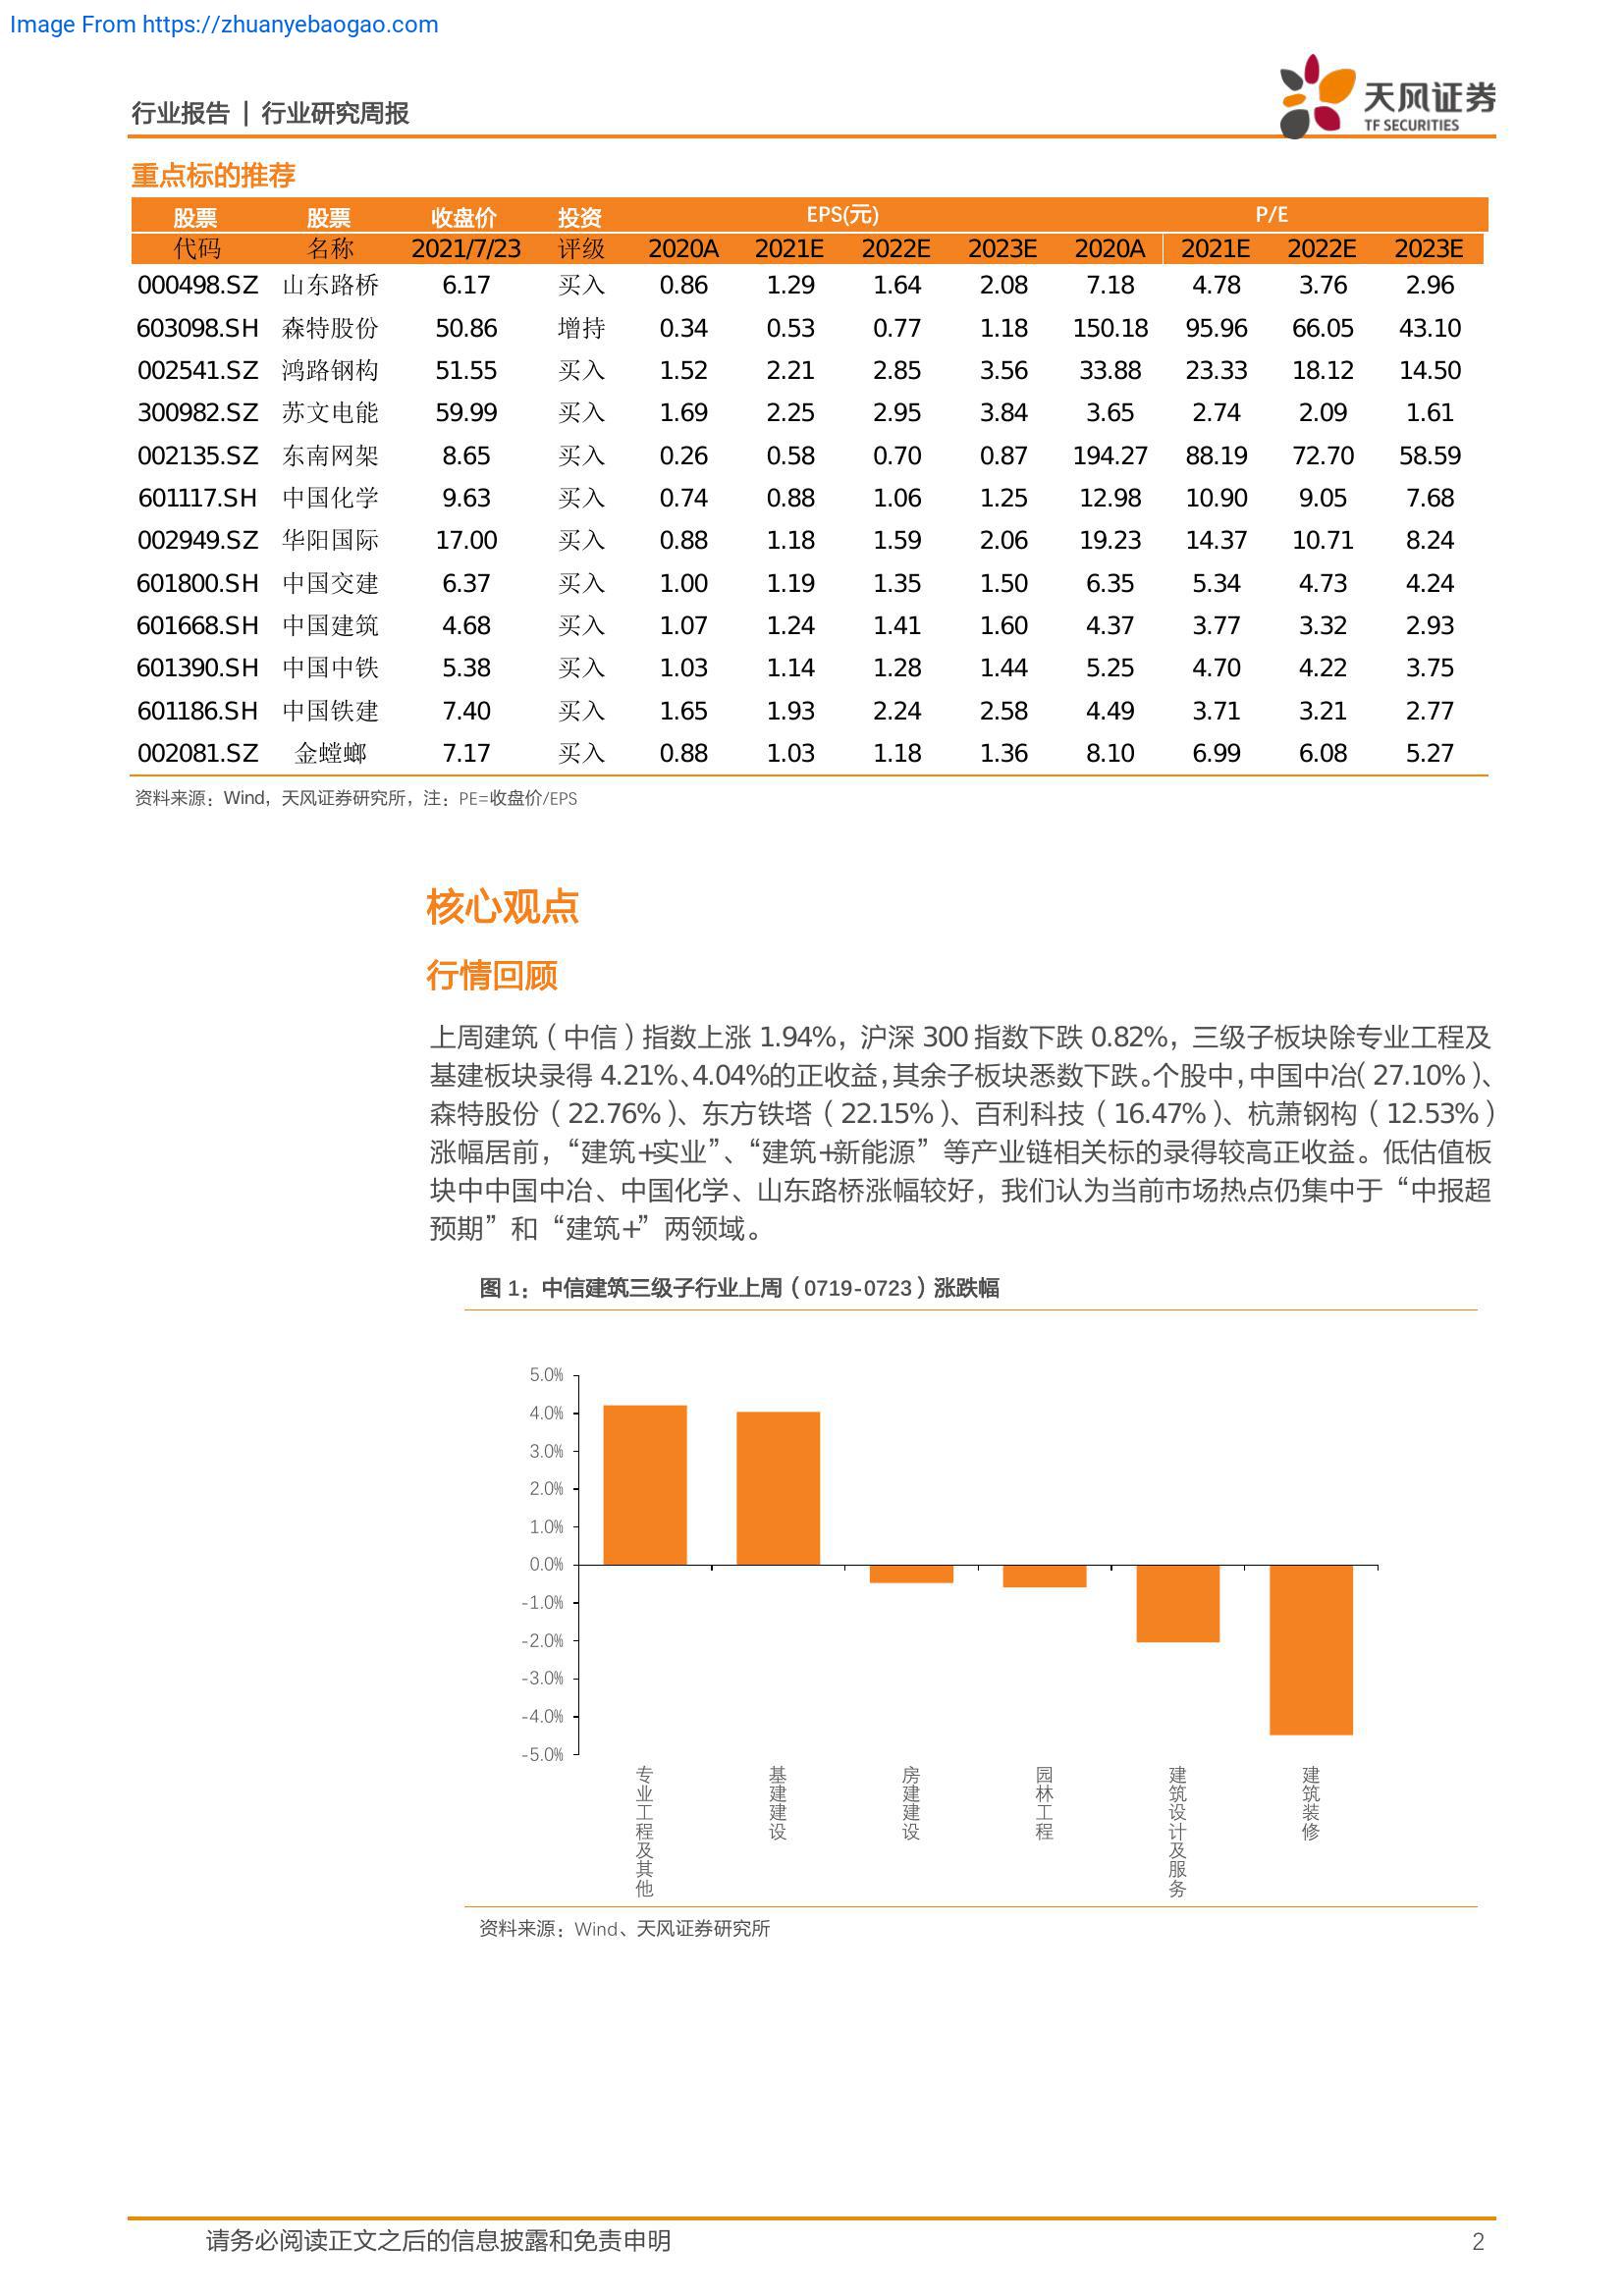 Image From https://zhuanyebaogao.com
行业报告 | 行业研究周报
天风证券
TF SECURITIES
重点标的推荐
股票 股票 收盘价 投资 EPS(元) P/E
代码 名称 2021/7/23 评级 2020A 2021E 2022E 2023E 2020A 2021E 2022E 2023E
000498.SZ 山东路桥 6.17 买入 0.86 1.29 1.64 2.08 7.18 4.78 3.76 2.96
603098.SH 森特股份 50.86 增持 0.34 0.53 0.77 1.18 150.18 95.96 66.05 43.10
002541.SZ 鸿路钢构 51.55 买入 1.52 2.21 2.85 3.56 33.88 23.33 18.12 14.50
300982.SZ 苏文电能 59.99 买入 1.69 2.25 2.95 3.84 3.65 2.74 2.09 1.61
002135.SZ 东南网架 8.65 买入 0.26 0.58 0.70 0.87 194.27 88.19 72.70 58.59
601117.SH 中国化学 9.63 买入 0.74 0.88 1.06 1.25 12.98 10.90 9.05 7.68
002949.SZ 华阳国际 17.00 买入 0.88 1.18 1.59 2.06 19.23 14.37 10.71 8.24
601800.SH 中国交建 6.37 买入 1.00 1.19 1.35 1.50 6.35 5.34 4.73 4.24
601668.SH 中国建筑 4.68 买入 1.07 1.24 1.41 1.60 4.37 3.77 3.32 2.93
601390.SH 中国中铁 5.38 买入 1.03 1.14 1.28 1.44 5.25 4.70 4.22 3.75
601186.SH 中国铁建 7.40 买入 1.65 1.93 2.24 2.58 4.49 3.71 3.21 2.77
002081.SZ 金螳螂 7.17 买入 0.88 1.03 1.18 1.36 8.10 6.99 6.08 5.27
资料来源：Wind，天风证券研究所，注：PE=收盘价/EPS
核心观点
行情回顾
上周建筑（中信）指数上涨 1.94%，沪深 300 指数下跌 0.82%，三级子板块除专业工程及
基建板块录得 4.21%、4.04%的正收益，其余子板块悉数下跌。个股中，中国中冶（27.10%）、
森特股份（22.76%）、东方铁塔（22.15%）、百利科技（16.47%）、杭萧钢构（12.53%）
涨幅居前，“建筑+实业”、“建筑+新能源”等产业链相关标的录得较高正收益。低估值板
块中中国中冶、中国化学、山东路桥涨幅较好，我们认为当前市场热点仍集中于“中报超
预期”和“建筑+”两领域。
图 1：中信建筑三级子行业上周（0719-0723）涨跌幅
5.0%
4.0%
3.0%
2.0%
1.0%
0.0%
-1.0%
-2.0%
-3.0%
-4.0%
-5.0%
专业工程及其他
基建建设
房建建设
园林工程
建筑设计及服务
建筑装修
资料来源：Wind、天风证券研究所
请务必阅读正文之后的信息披露和免责申明 2